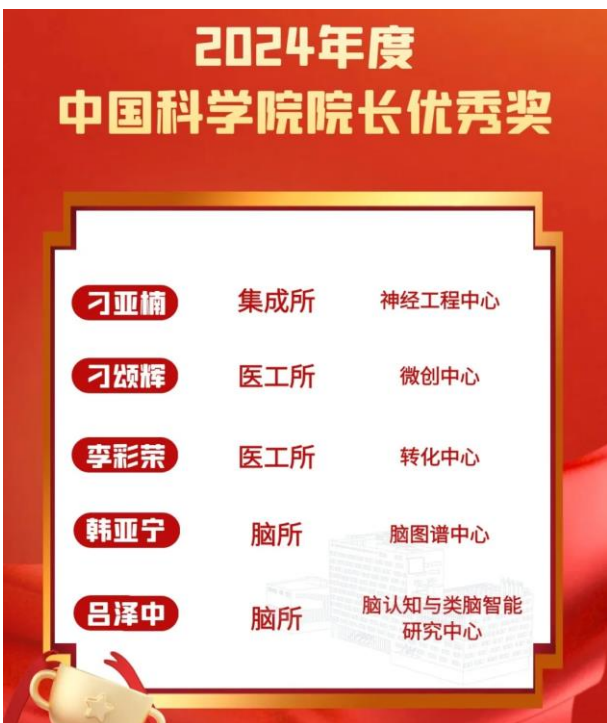 2024年度
中国科学院院长优秀奖
刁亚楠 集成所 神经工程中心
刁颂辉 医工所 微创中心
李彩荣 医工所 转化中心
韩亚宁 脑所 脑图谱中心
吕泽中 脑所 脑认知与类脑智能
研究中心